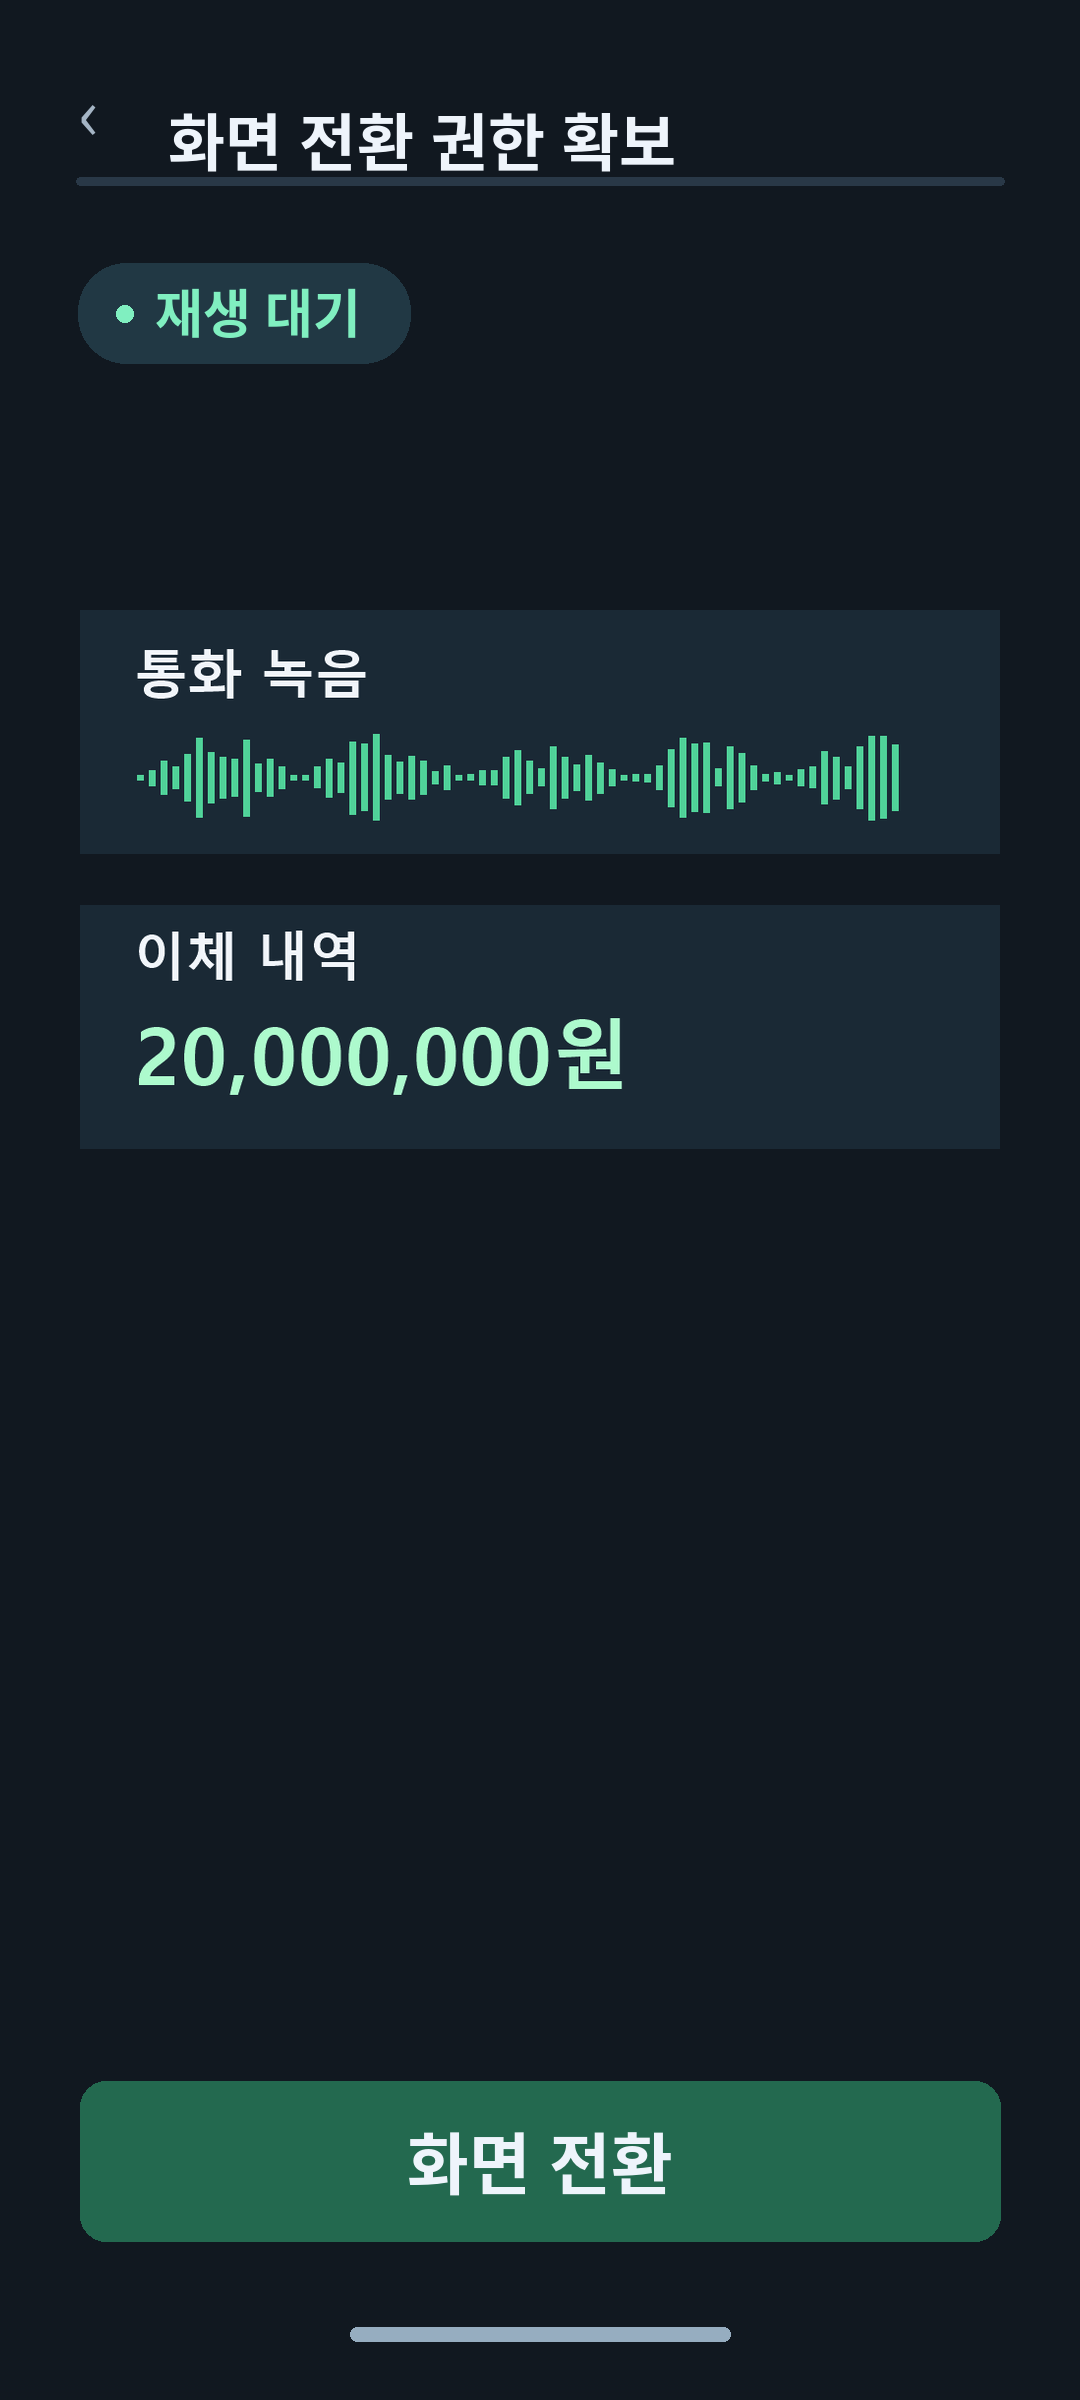 화면 전환 권한 확보
재생 대기
통화 녹음
이체 내역
20,000,000원
화면 전환